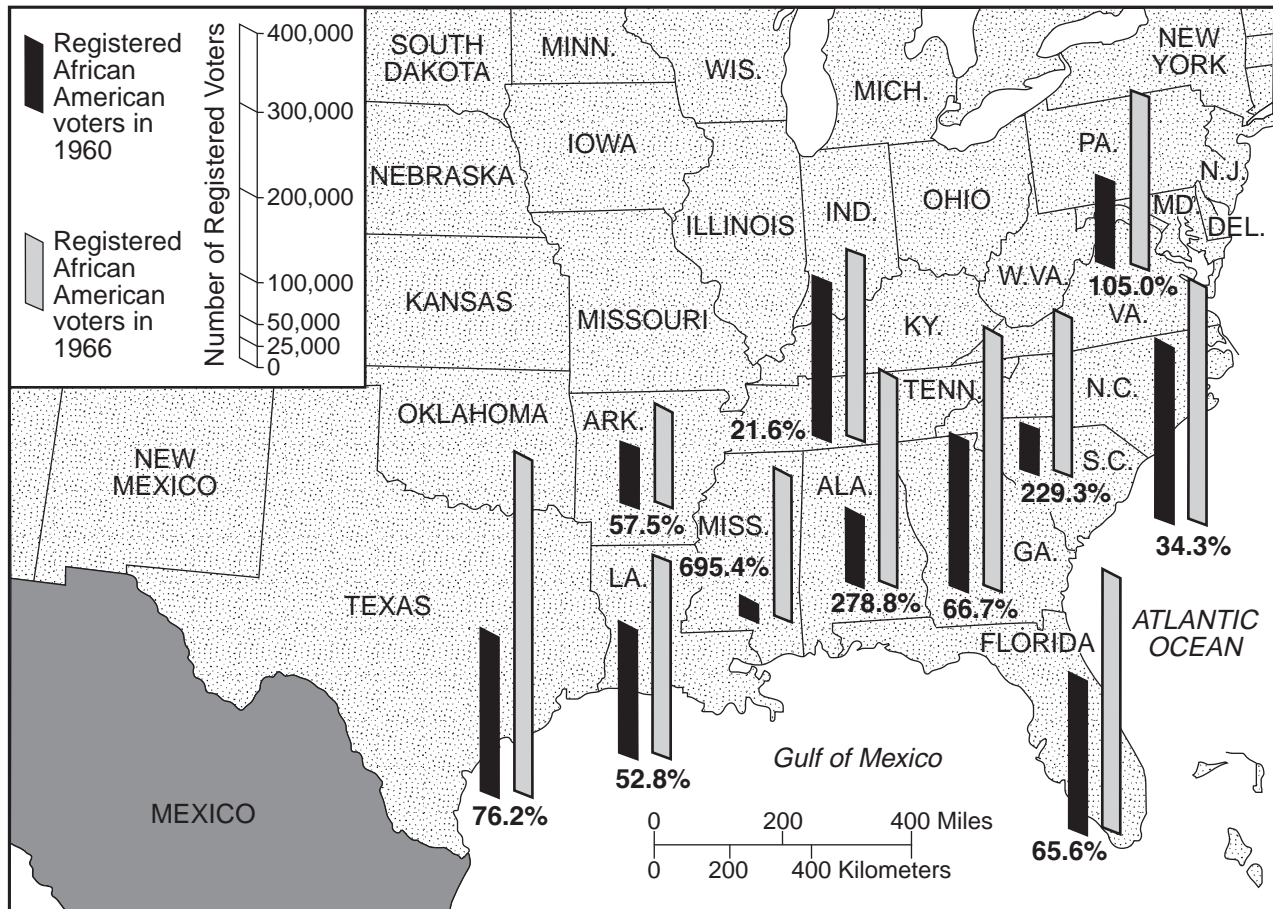 Registered
African
American
voters in
1960
Registered
African
American
voters in
1966
Number of Registered Voters
400,000
300,000
200,000
100,000
50,000
25,000
0
SOUTH
DAKOTA
MINN.
WIS.
MICH.
NEW
YORK
IOWA
NEBRASKA
PA.
N.J.
ILLINOIS
IND.
OHIO
MD.
DEL.
W.VA.
105.0%
VA.
KANSAS
MISSOURI
KY.
OKLAHOMA
ARK.
TENN.
N.C.
21.6%
NEW
MEXICO
S.C.
229.3%
57.5%
MISS.
ALA.
34.3%
695.4%
GA.
LA.
278.8%
66.7%
TEXAS
FLORIDA
ATLANTIC
OCEAN
Gulf of Mexico
52.8%
76.2%
MEXICO
65.6%
0 200 400 Miles
0 200 400 Kilometers